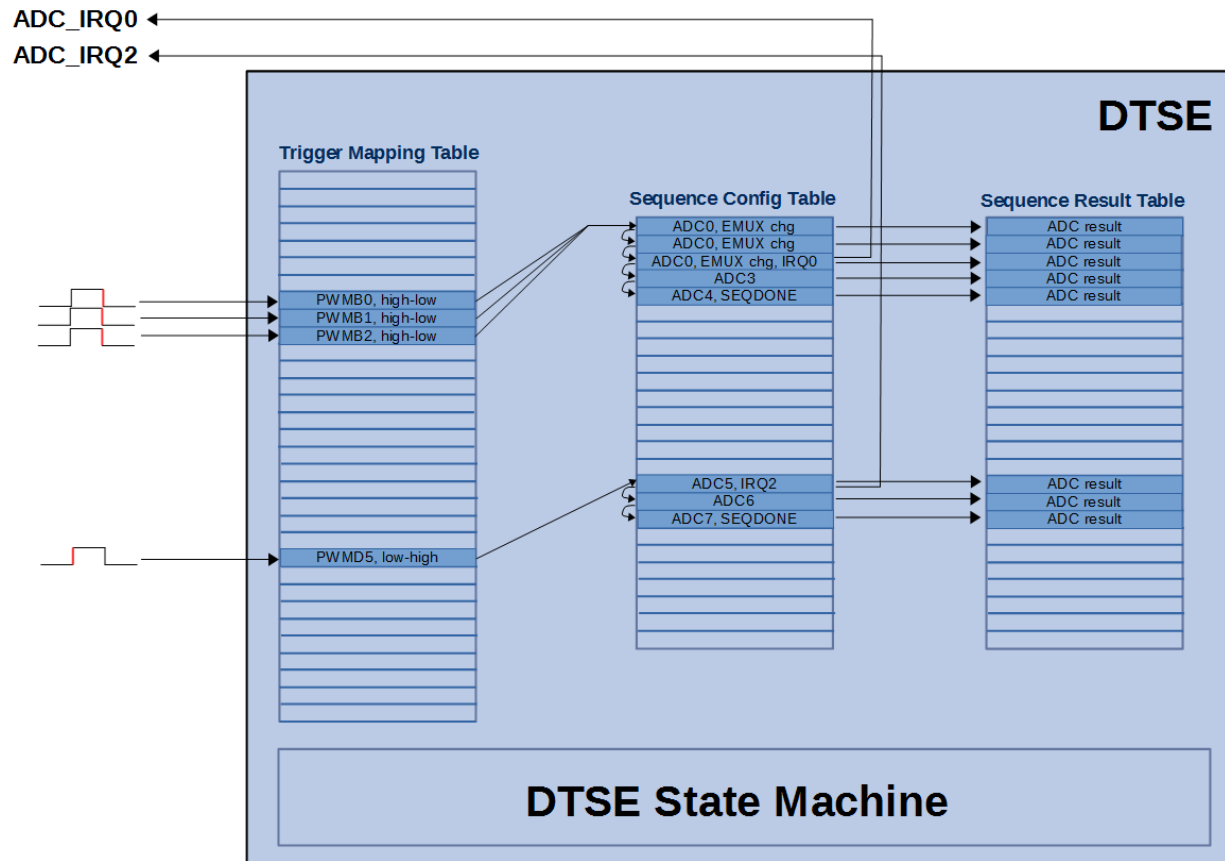 ADC_IRQ0
ADC_IRQ2
DTSE
Trigger Mapping Table
PWMB0, high-low
PWMB1, high-low
PWMB2, high-low
PWMD5, low-high
Sequence Config Table
ADC0, EMUX chg
ADC0, EMUX chg
ADC0, EMUX chg, IRQ0
ADC3
ADC4, SEQDONE
ADC5, IRQ2
ADC6
ADC7, SEQDONE
Sequence Result Table
ADC result
ADC result
ADC result
ADC result
ADC result
ADC result
ADC result
ADC result
DTSE State Machine